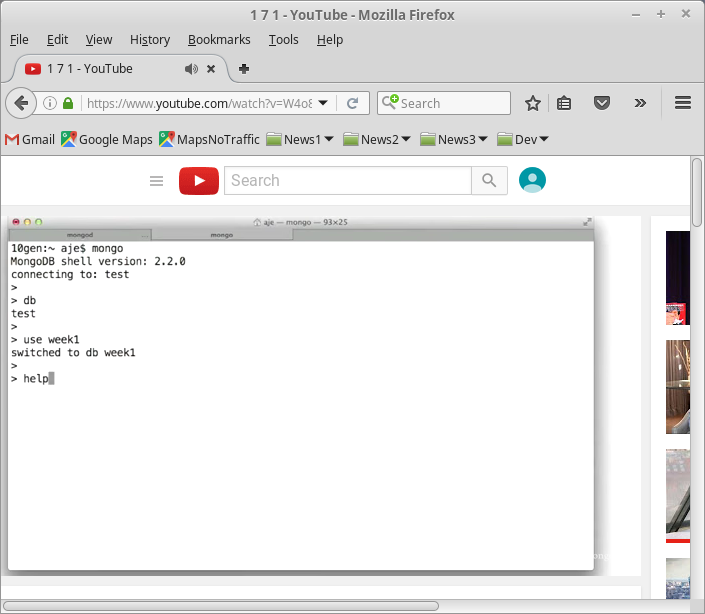 1 7 1 - YouTube - Mozilla Firefox
File Edit View History Bookmarks Tools Help
1 7 1 - YouTube
https://www.youtube.com/watch?v=W4o8
Search
Gmail Google Maps MapsNoTraffic News1 News2 News3 Dev
Search
aje — mongo — 93×25
mongod mongo
10gen:~ aje$ mongo
MongoDB shell version: 2.2.0
connecting to: test
>
> db
test
>
> use week1
switched to db week1
>
> help